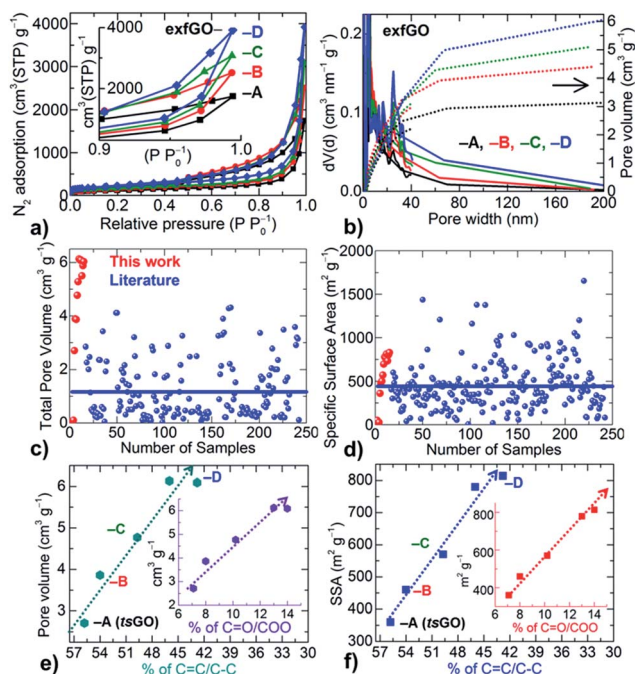 N₂ adsorption (cm³(STP) g⁻¹)
4000
3000
2000
1000
0
0.0 0.2 0.4 0.6 0.8 1.0
Relative pressure (P P₀⁻¹)
a)
exfGO–
cm³(STP) g⁻¹
4000
2000
0.9 1.0
(P P₀⁻¹)
–D
–C
–B
–A
exfGO
dV(d) (cm³ nm⁻¹ g⁻¹)
0.2
0.1
0.0
0 40 80 120 160 200
Pore width (nm)
b)
–A, –B, –C, –D
6
5
4
3
2
1
0
Pore volume (cm³ g⁻¹)
Total Pore Volume (cm³ g⁻¹)
6
4
2
0
0 50 100 150 200 250
Number of Samples
c)
This work
Literature
Specific Surface Area (m² g⁻¹)
2000
1500
1000
500
0
0 50 100 150 200 250
Number of Samples
d)
Pore volume (cm³ g⁻¹)
6
4
57 54 51 48 45 42 39 36 33 30
% of C=C/C-C
e)
–D
–C
–B
–A (tsGO)
cm³ g⁻¹
6
5
4
3
2
6 8 10 12 14
% of C=O/COO
SSA (m² g⁻¹)
800
700
600
500
400
300
57 54 51 48 45 42 39 36 33 30
% of C=C/C-C
f)
–D
–C
–B
–A (tsGO)
m² g⁻¹
800
600
400
6 8 10 12 14
% of C=O/COO